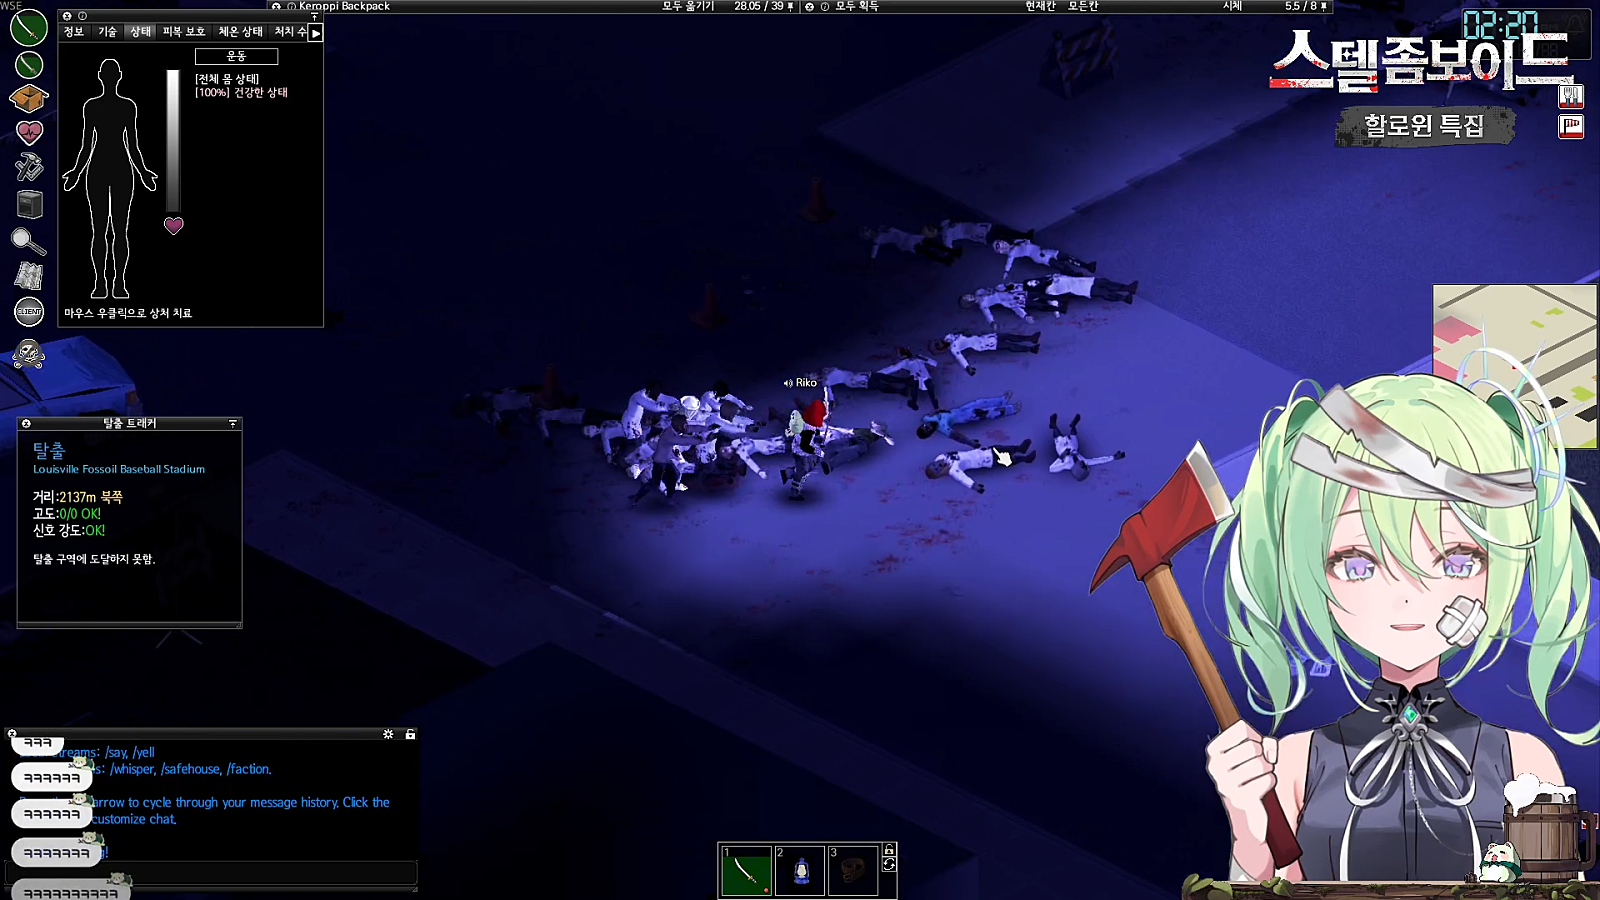 WSE
Keroppi Backpack
모두 옮기기
28.05 / 39
모두 획득
현재칸
모든칸
시체
5.5 / 8
정보
기술
상태
피복 보호
체온 상태
처치 수
운동
[전체 몸 상태]
[100%] 건강한 상태
마우스 우클릭으로 상처 치료
CLIENT
02:20
스텔좀보이드
할로윈 특집
Riko
탈출 트래커
탈출
Louisville Fossoil Baseball Stadium
거리:2137m 북쪽
고도:0/0 OK!
신호 강도:OK!
탈출 구역에 도달하지 못함.
ㅋㅋㅋ
reams: /say, /yell
s: /whisper, /safehouse, /faction.
ㅋㅋㅋㅋㅋㅋ
arrow to cycle through your message history. Click the
ㅋㅋㅋㅋㅋㅋ
customize chat.
ㅋㅋㅋㅋㅋㅋㅋ
ㅋㅋㅋㅋㅋㅋㅋㅋㅋㅋ
1
2
3